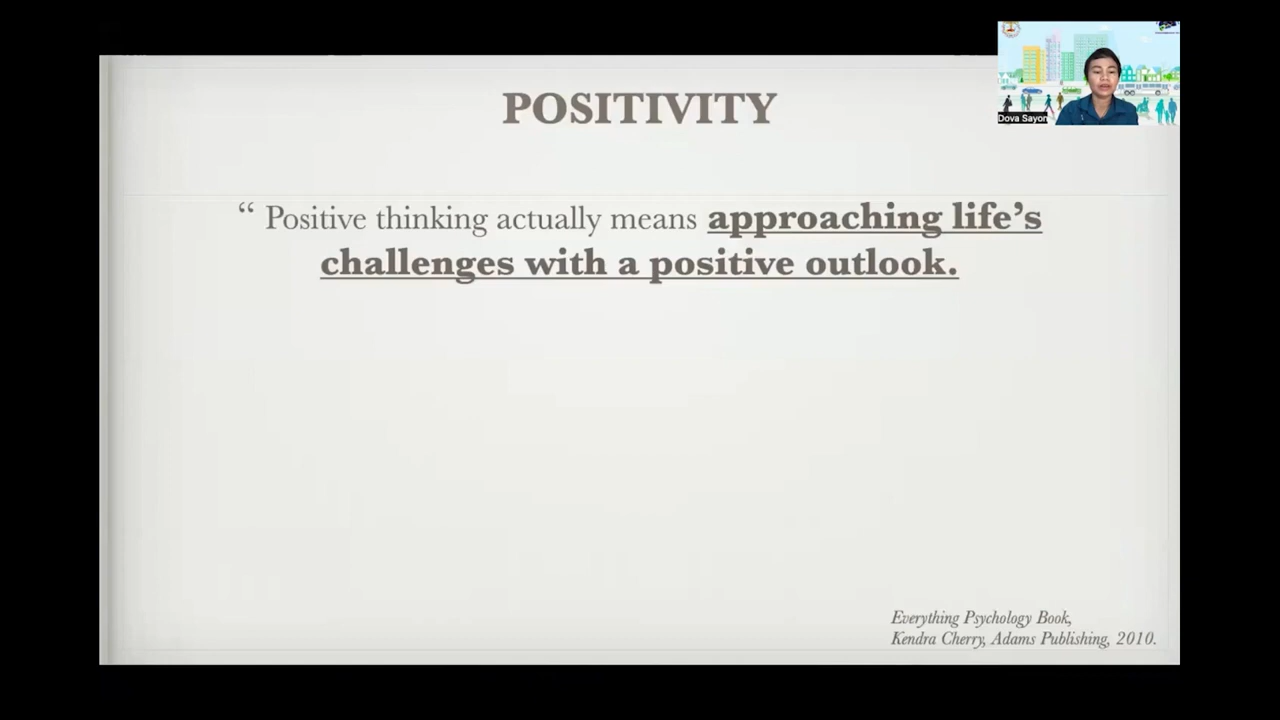 POSITIVITY
“ Positive thinking actually means approaching life’s
challenges with a positive outlook.
Everything Psychology Book,
Kendra Cherry, Adams Publishing, 2010.
Dova Sayon